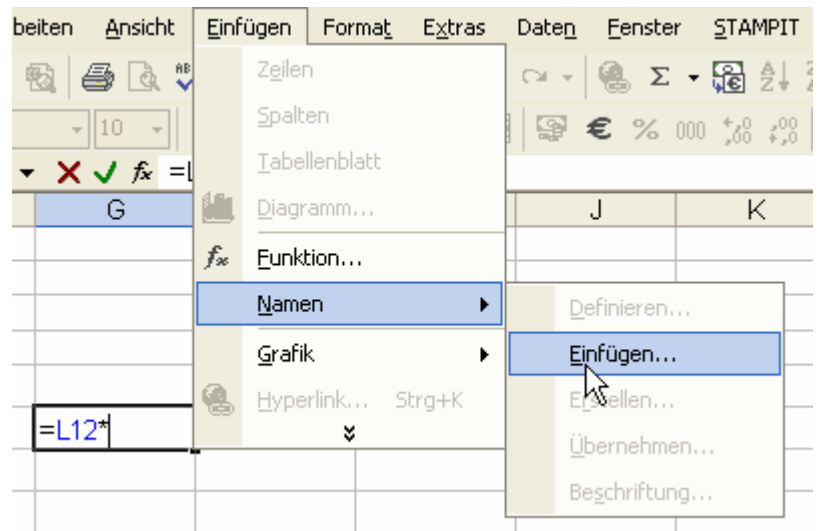 beiten Ansicht Einfügen Format Extras Daten Fenster STAMPIT
Zeilen
10 Spalten € % 000
Tabellenblatt
=L
Diagramm...
G J K
Funktion...
Namen
Definieren...
Einfügen...
Grafik
Erstellen...
Hyperlink... Strg+K
=L12*
Übernehmen...
Beschriftung...